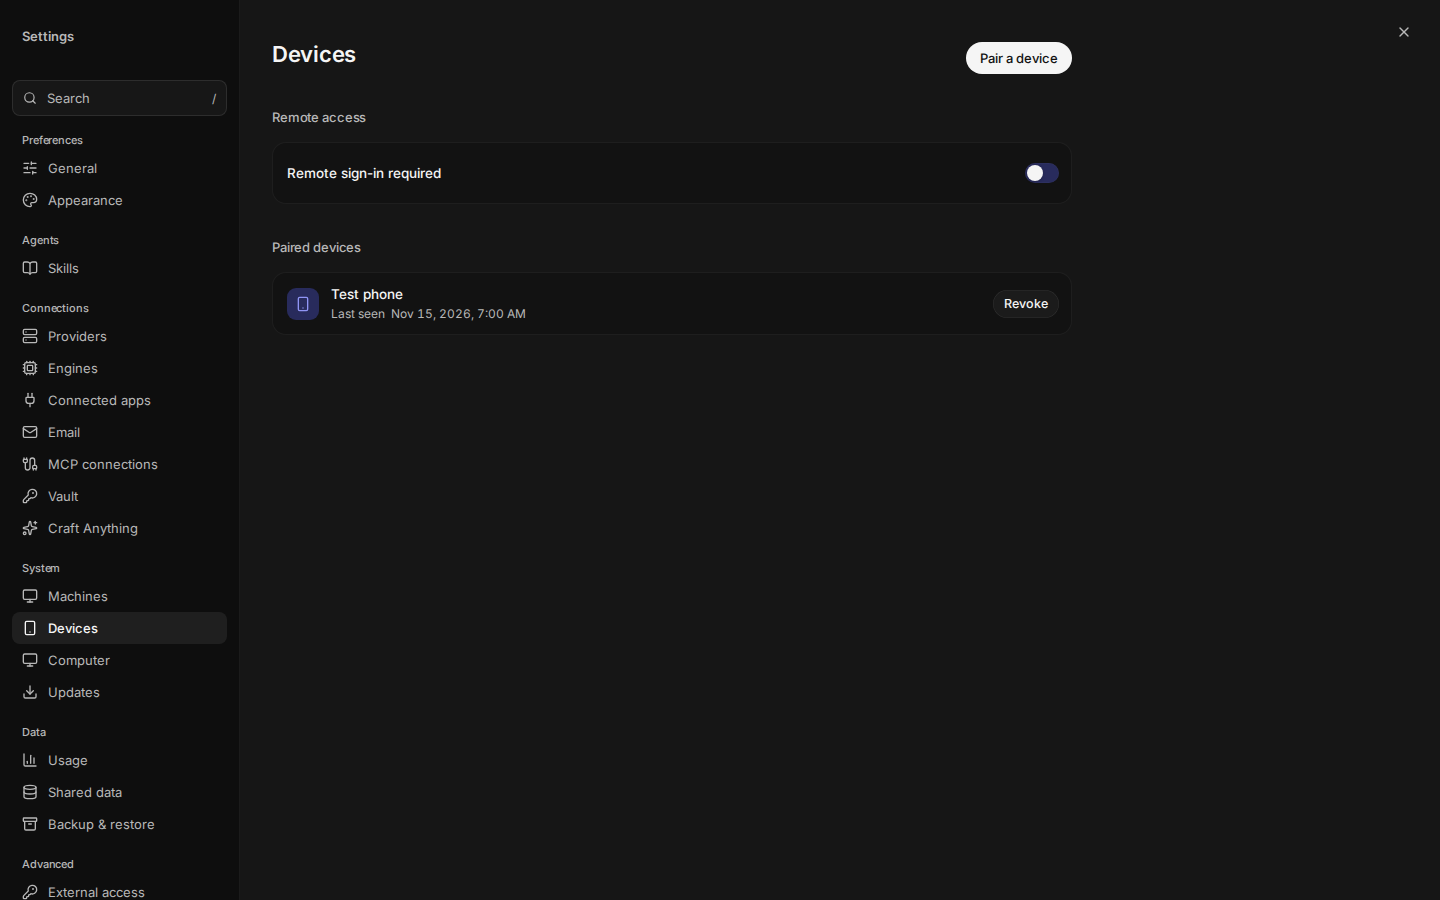 Settings
Search /
Preferences
General
Appearance
Agents
Skills
Connections
Providers
Engines
Connected apps
Email
MCP connections
Vault
Craft Anything
System
Machines
Devices
Computer
Updates
Data
Usage
Shared data
Backup & restore
Advanced
External access
Devices
Pair a device
Remote access
Remote sign-in required
Paired devices
Test phone
Last seen Nov 15, 2026, 7:00 AM
Revoke